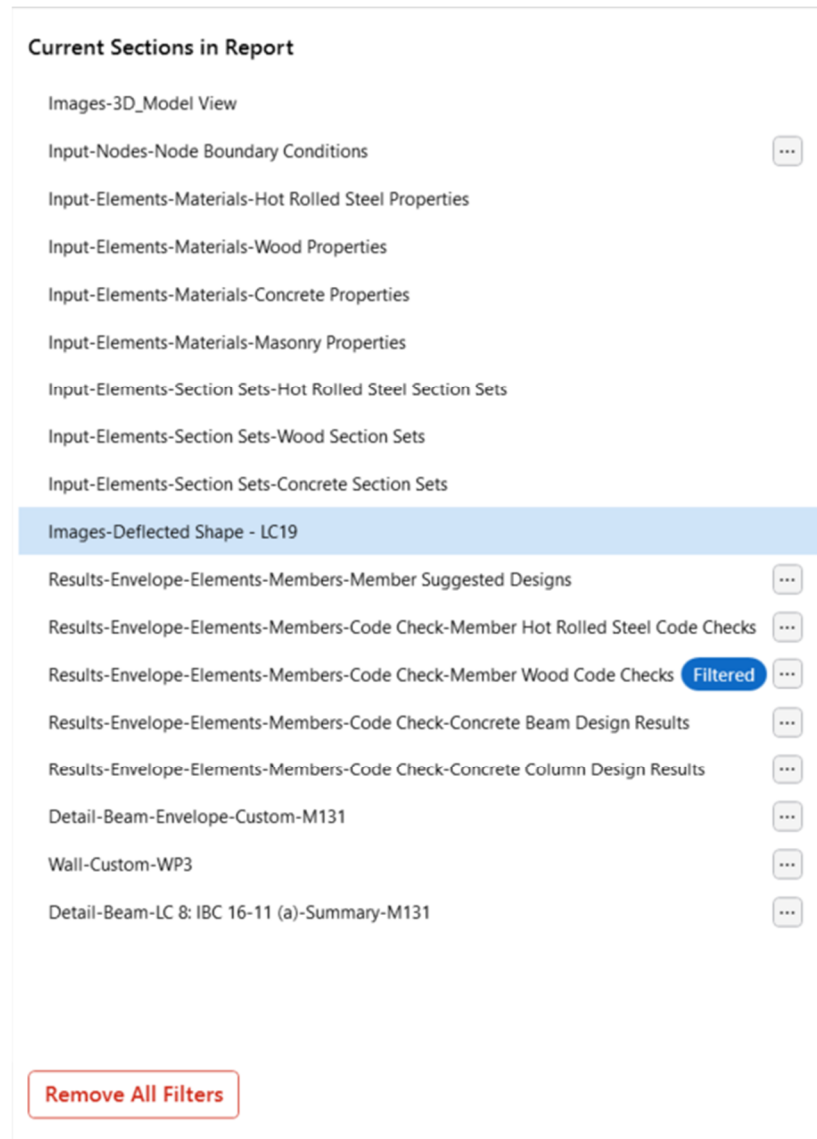 Current Sections in Report
Images-3D_Model View
Input-Nodes-Node Boundary Conditions ...
Input-Elements-Materials-Hot Rolled Steel Properties
Input-Elements-Materials-Wood Properties
Input-Elements-Materials-Concrete Properties
Input-Elements-Materials-Masonry Properties
Input-Elements-Section Sets-Hot Rolled Steel Section Sets
Input-Elements-Section Sets-Wood Section Sets
Input-Elements-Section Sets-Concrete Section Sets
Images-Deflected Shape - LC19
Results-Envelope-Elements-Members-Member Suggested Designs ...
Results-Envelope-Elements-Members-Code Check-Member Hot Rolled Steel Code Checks ...
Results-Envelope-Elements-Members-Code Check-Member Wood Code Checks Filtered ...
Results-Envelope-Elements-Members-Code Check-Concrete Beam Design Results ...
Results-Envelope-Elements-Members-Code Check-Concrete Column Design Results ...
Detail-Beam-Envelope-Custom-M131 ...
Wall-Custom-WP3 ...
Detail-Beam-LC 8: IBC 16-11 (a)-Summary-M131 ...
Remove All Filters